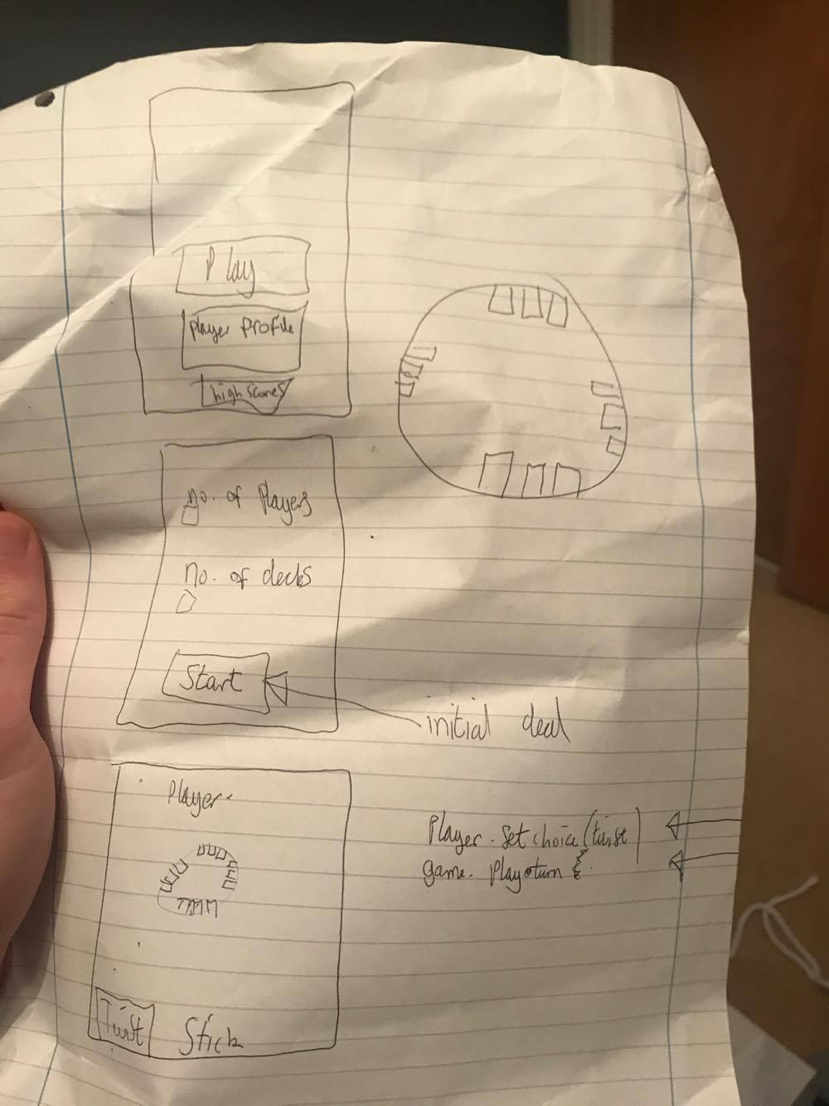 Play
player profile
high scores
no. of Players
no. of decks
Start
initial deal
Player.
Player. set choice (twist)
game. play turn {
Twist
Stick